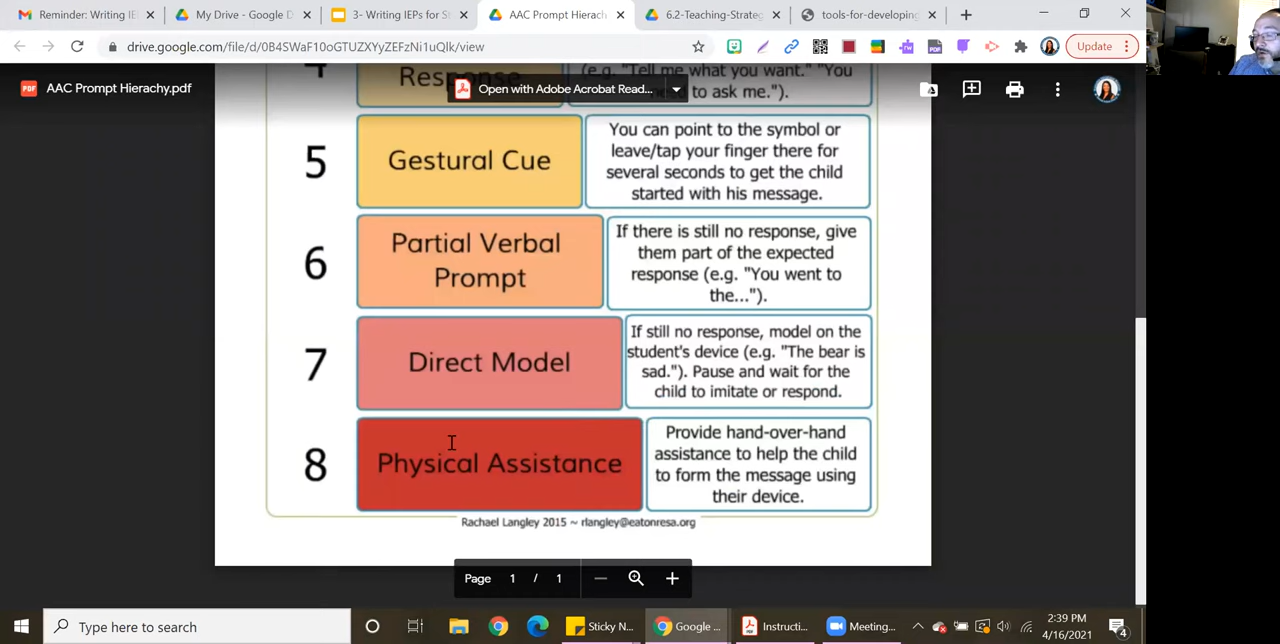 Reminder: Writing IE
My Drive - Google D
3- Writing IEPs for S
AAC Prompt Hierarch
6.2-Teaching-Strateg
tools-for-developing
drive.google.com/file/d/0B4SWaF10oGTUZXYyZEFzNi1uQlk/view
Update
PDF
AAC Prompt Hierachy.pdf
Open with Adobe Acrobat Read...
4
Response
(e.g. "Tell me what you want." "You
to ask me.").
5
Gestural Cue
You can point to the symbol or
leave/tap your finger there for
several seconds to get the child
started with his message.
6
Partial Verbal
Prompt
If there is still no response, give
them part of the expected
response (e.g. "You went to
the...").
7
Direct Model
If still no response, model on the
student's device (e.g. "The bear is
sad."). Pause and wait for the
child to imitate or respond.
8
Physical Assistance
Provide hand-over-hand
assistance to help the child
to form the message using
their device.
Rachael Langley 2015 ~ rlangley@eatonresa.org
Page 1 / 1
Type here to search
Sticky N...
Google ...
Instructi...
Meeting...
2:39 PM
4/16/2021
4